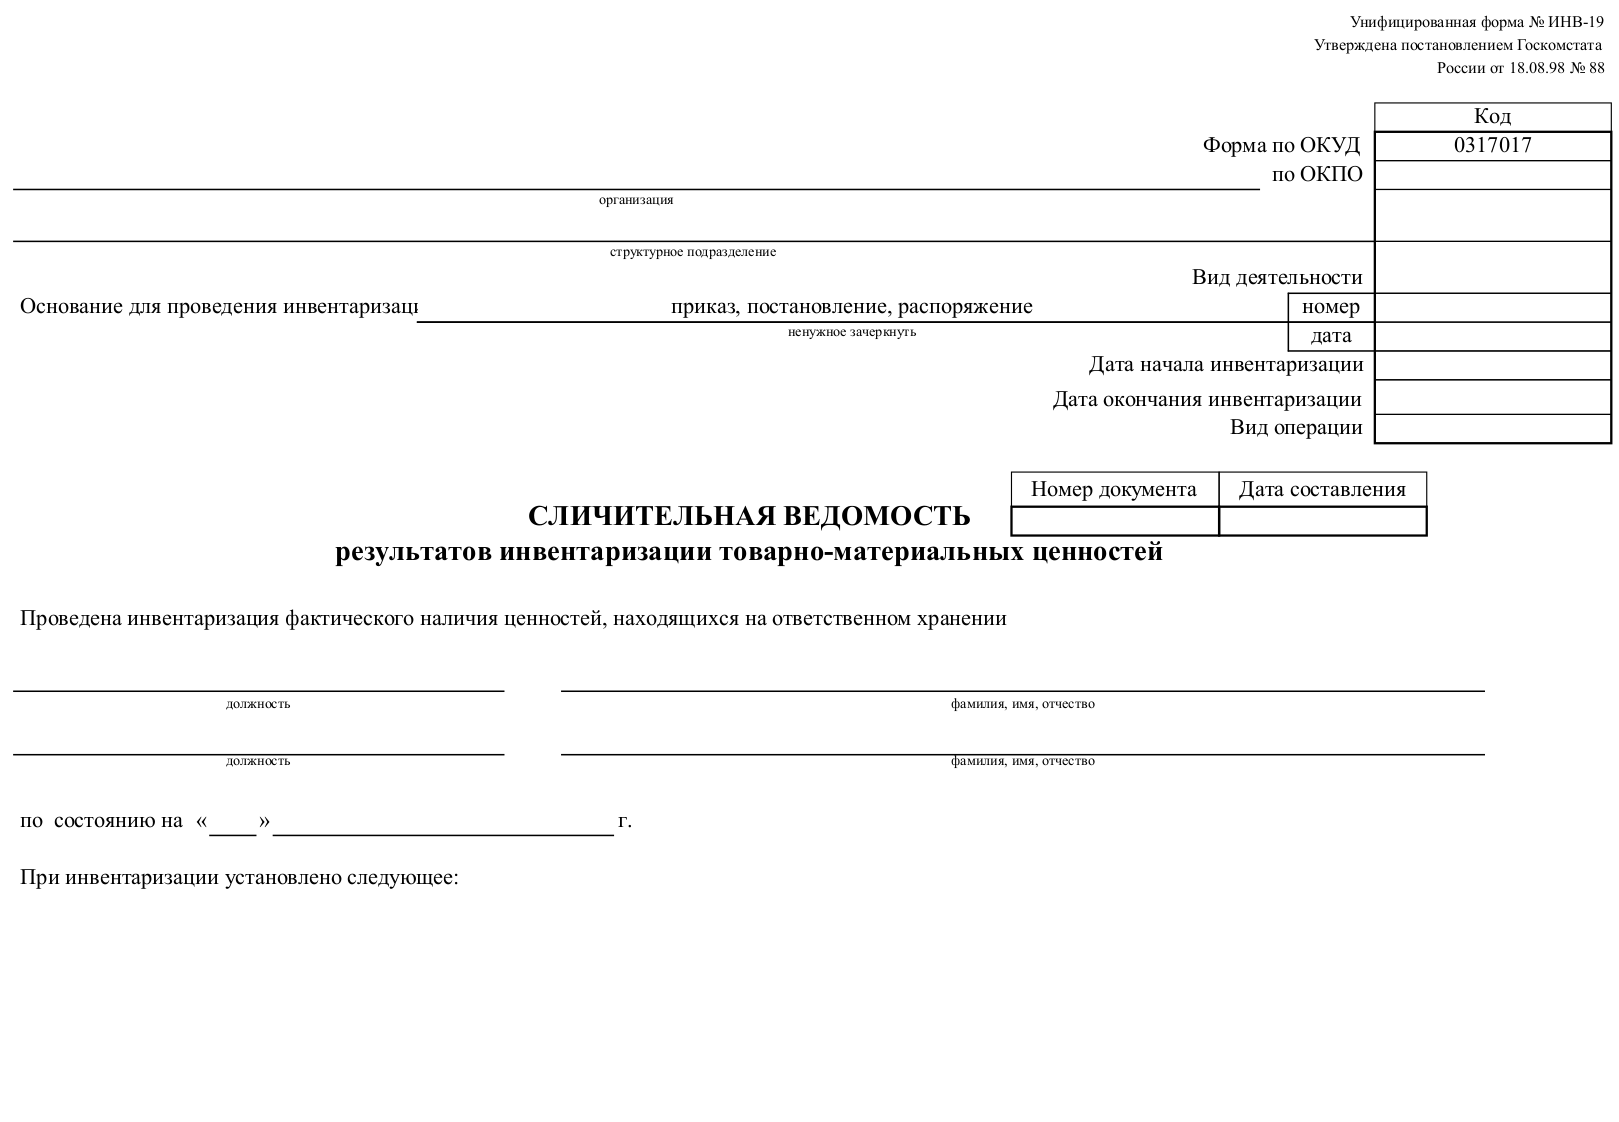 Унифицированная форма № ИНВ-19
Утверждена постановлением Госкомстата
России от 18.08.98 № 88
Код
Форма по ОКУД 0317017
по ОКПО
организация
структурное подразделение
Вид деятельности
Основание для проведения инвентаризаци приказ, постановление, распоряжение номер
ненужное зачеркнуть
дата
Дата начала инвентаризации
Дата окончания инвентаризации
Вид операции
Номер документа Дата составления
СЛИЧИТЕЛЬНАЯ ВЕДОМОСТЬ
результатов инвентаризации товарно-материальных ценностей
Проведена инвентаризация фактического наличия ценностей, находящихся на ответственном хранении
должность фамилия, имя, отчество
должность фамилия, имя, отчество
по состоянию на « » г.
При инвентаризации установлено следующее: